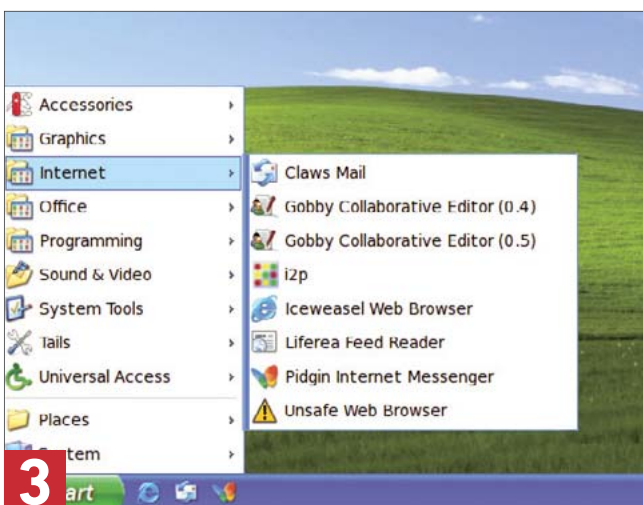 Accessories
Graphics
Internet
Office
Programming
Sound & Video
System Tools
Tails
Universal Access
Places
Claws Mail
Gobby Collaborative Editor (0.4)
Gobby Collaborative Editor (0.5)
i2p
Iceweasel Web Browser
Liferea Feed Reader
Pidgin Internet Messenger
Unsafe Web Browser
3